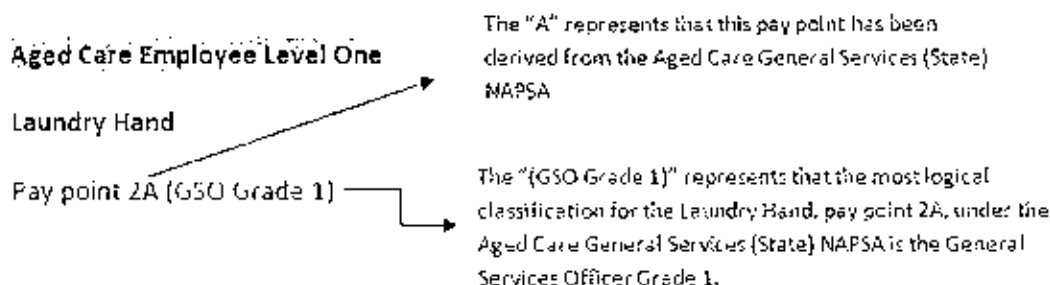 Aged Care Employee Level One
Laundry Hand
Pay point 2A (GSO Grade 1)
The "A" represents that this pay point has been
derived from the Aged Care General Services (State)
NAPSA
The "(GSO Grade 1)" represents that the most logical
classification for the Laundry Hand, pay point 2A, under the
Aged Care General Services (State) NAPSA is the General
Services Officer Grade 1.